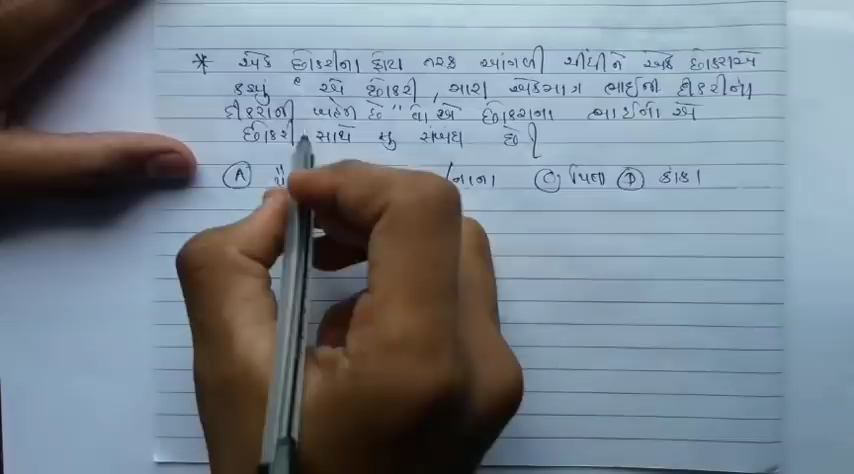 * એક છોકરીના ફોટા તરફ આંગળી ચીંધીને એક છોકરાએ
કહ્યું " એ છોકરી, મારા એકમાત્ર ભાઈની દીકરીના
દીકરાની બહેન છે" તો એ છોકરાના ભાઈના એ
છોકરી સાથે શું સંબંધ છે?
(A) /નાના (C) પિતા (D) કાકા